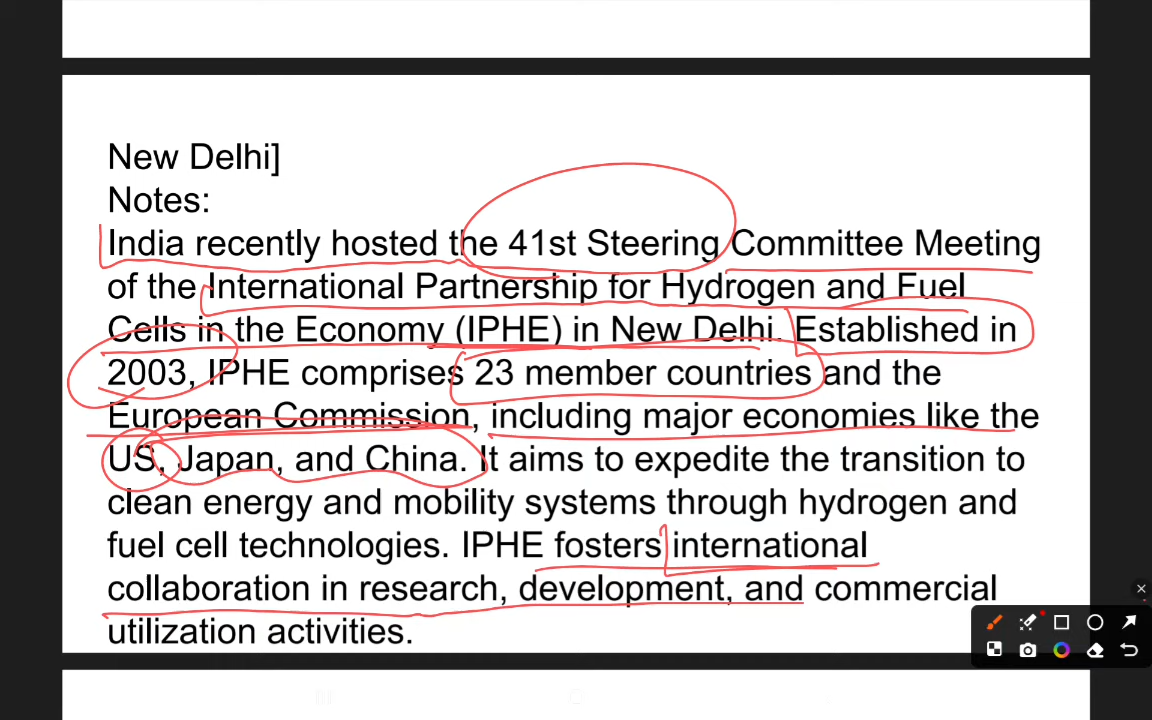 New Delhi]
Notes:
India recently hosted the 41st Steering Committee Meeting
of the International Partnership for Hydrogen and Fuel
Cells in the Economy (IPHE) in New Delhi. Established in
2003, IPHE comprises 23 member countries and the
European Commission, including major economies like the
US, Japan, and China. It aims to expedite the transition to
clean energy and mobility systems through hydrogen and
fuel cell technologies. IPHE fosters international
collaboration in research, development, and commercial
utilization activities.